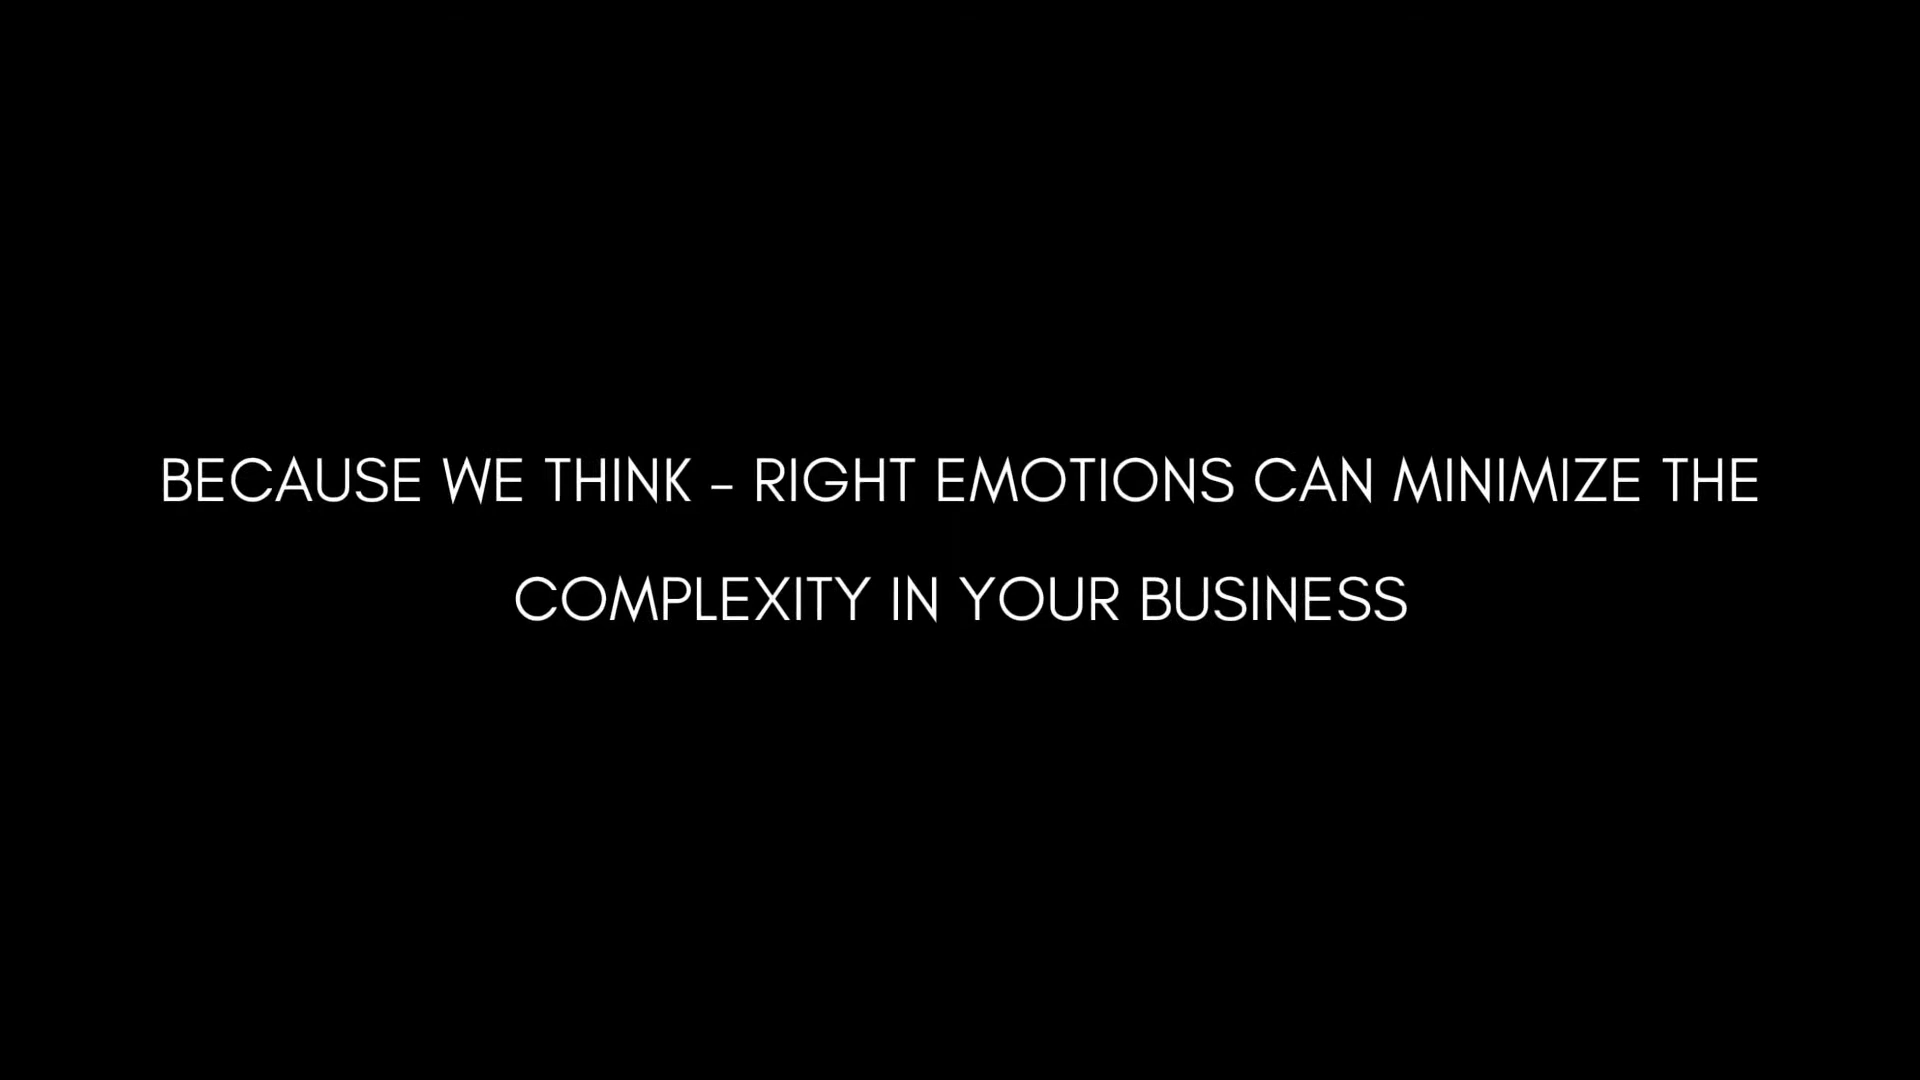 BECAUSE WE THINK – RIGHT EMOTIONS CAN MINIMIZE THE
COMPLEXITY IN YOUR BUSINESS